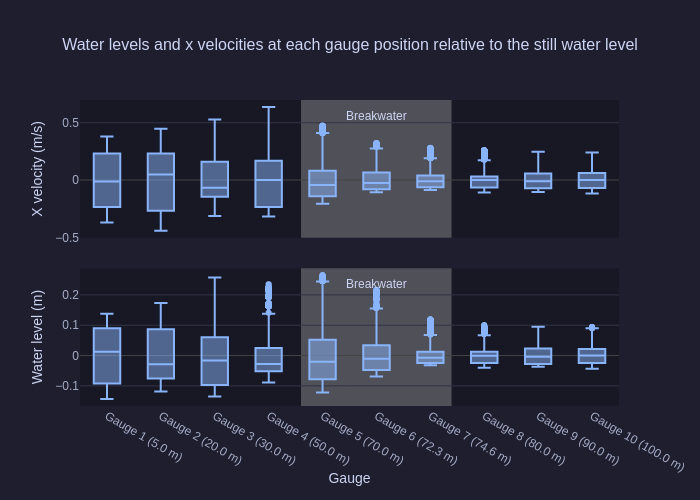 Water levels and x velocities at each gauge position relative to the still water level
X velocity (m/s)
0.5
0
−0.5
Breakwater
Water level (m)
0.2
0.1
0
−0.1
Breakwater
Gauge 1 (5.0 m)
Gauge 2 (20.0 m)
Gauge 3 (30.0 m)
Gauge 4 (50.0 m)
Gauge 5 (70.0 m)
Gauge 6 (72.3 m)
Gauge 7 (74.6 m)
Gauge 8 (80.0 m)
Gauge 9 (90.0 m)
Gauge 10 (100.0 m)
Gauge